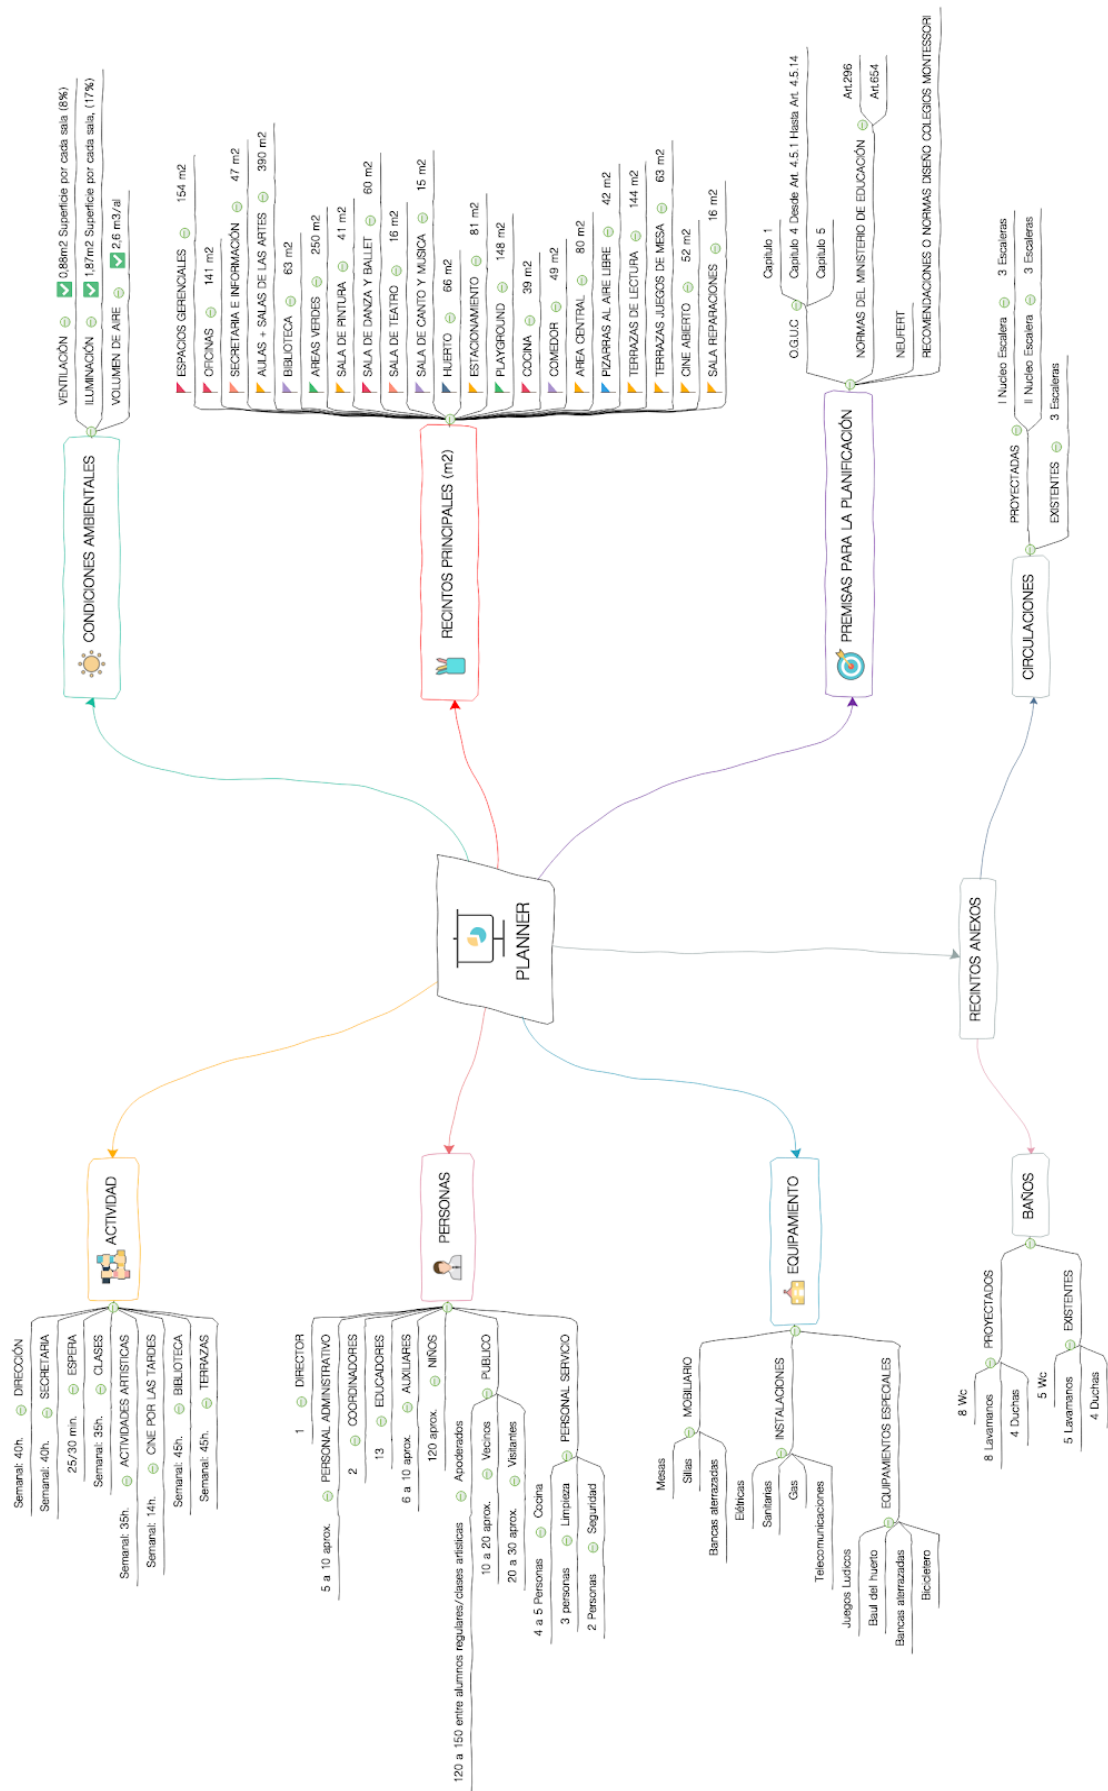 PLANNER
ACTIVIDAD
Semanal: 40h. DIRECCIÓN
Semanal: 40h. SECRETARIA
25/30 min. ESPERA
Semanal: 35h. CLASES
Semanal: 35h. ACTIVIDADES ARTISTICAS
Semanal: 14h. CINE POR LAS TARDES
Semanal: 45h. BIBLIOTECA
Semanal: 45h. TERRAZAS
PERSONAS
1 DIRECTOR
5 a 10 aprox. PERSONAL ADMINISTRATIVO
2 COORDINADORES
13 EDUCADORES
6 a 10 aprox. AUXILIARES
120 aprox. NIÑOS
PUBLICO
120 a 150 entre alumnos regulares/clases artisticas Apoderados
10 a 20 aprox. Vecinos
20 a 30 aprox. Visitantes
PERSONAL SERVICIO
4 a 5 Personas Cocina
3 personas Limpieza
2 Personas Seguridad
EQUIPAMIENTO
MOBILIARIO
Mesas
Sillas
Bancas aterrazadas
INSTALACIONES
Elétricas
Sanitarias
Gas
Telecomunicaciones
EQUIPAMIENTOS ESPECIALES
Juegos Ludicos
Baul del huerto
Bancas aterrazadas
Bicicletero
CONDICIONES AMBIENTALES
VENTILACIÓN 0,88m2 Superficie por cada sala (8%)
ILUMINACIÓN 1,87m2 Superficie por cada sala, (17%)
VOLUMEN DE AIRE 2,6 m3/al
RECINTOS PRINCIPALES (m2)
ESPACIOS GERENCIALES 154 m2
OFICINAS 141 m2
SECRETARIA E INFORMACIÓN 47 m2
AULAS + SALAS DE LAS ARTES 390 m2
BIBLIOTECA 63 m2
AREAS VERDES 250 m2
SALA DE PINTURA 41 m2
SALA DE DANZA Y BALLET 60 m2
SALA DE TEATRO 16 m2
SALA DE CANTO Y MUSICA 15 m2
HUERTO 66 m2
ESTACIONAMIENTO 81 m2
PLAYGROUND 148 m2
COCINA 39 m2
COMEDOR 49 m2
AREA CENTRAL 80 m2
PIZARRAS AL AIRE LIBRE 42 m2
TERRAZAS DE LECTURA 144 m2
TERRAZAS JUEGOS DE MESA 63 m2
CINE ABIERTO 52 m2
SALA REPARACIONES 16 m2
PREMISAS PARA LA PLANIFICACIÓN
O.G.U.C
Capitulo 1
Capitulo 4 Desde Art. 4.5.1 Hasta Art. 4.5.14
Capitulo 5
NORMAS DEL MINISTERIO DE EDUCACIÓN
Art.296
Art.654
NEUFERT
RECOMENDACIONES O NORMAS DISEÑO COLEGIOS MONTESSORI
RECINTOS ANEXOS
BAÑOS
PROYECTADOS
8 Wc
8 Lavamanos
4 Duchas
EXISTENTES
5 Wc
5 Lavamanos
4 Duchas
CIRCULACIONES
PROYECTADAS
I Nucleo Escalera 3 Escaleras
II Nucleo Escalera 3 Escaleras
EXISTENTES 3 Escaleras